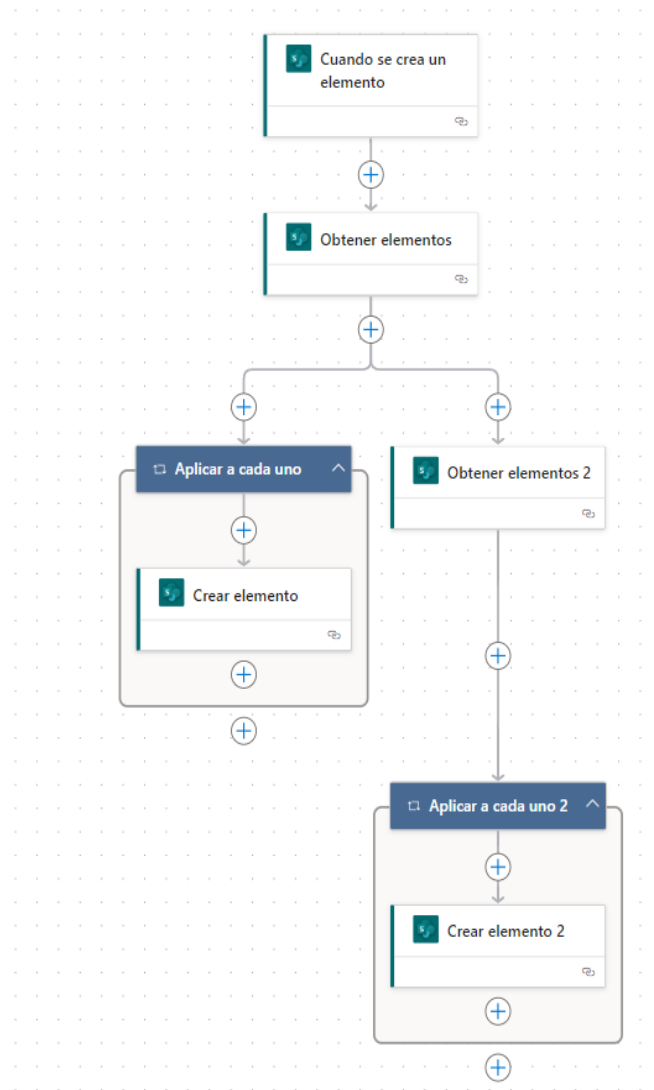 Cuando se crea un
elemento
Obtener elementos
Aplicar a cada uno
Obtener elementos 2
Crear elemento
Aplicar a cada uno 2
Crear elemento 2